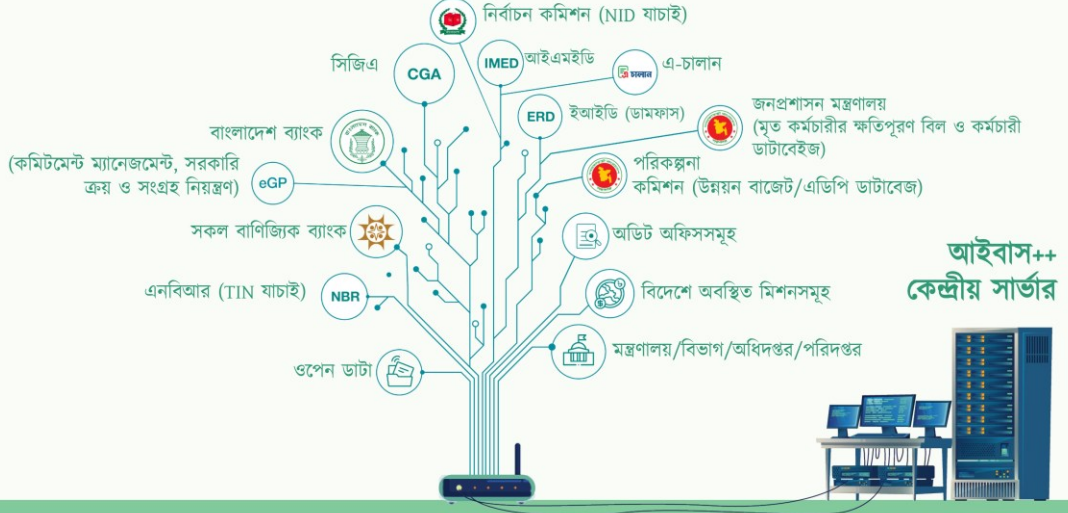 নির্বাচন কমিশন (NID যাচাই)
সিজিএ
CGA
IMED
আইএমইডি
এ-চালান
এ চালান
ERD
ইআইডি (ডামফাস)
জনপ্রশাসন মন্ত্রণালয়
(মৃত কর্মচারীর ক্ষতিপূরণ বিল ও কর্মচারী
ডাটাবেইজ)
বাংলাদেশ ব্যাংক
(কমিটমেন্ট ম্যানেজমেন্ট, সরকারি
ক্রয় ও সংগ্রহ নিয়ন্ত্রণ)
eGP
পরিকল্পনা
কমিশন (উন্নয়ন বাজেট/এডিপি ডাটাবেজ)
সকল বাণিজ্যিক ব্যাংক
অডিট অফিসসমূহ
আইবাস++
কেন্দ্রীয় সার্ভার
এনবিআর (TIN যাচাই)
NBR
বিদেশে অবস্থিত মিশনসমূহ
মন্ত্রণালয়/বিভাগ/অধিদপ্তর/পরিদপ্তর
ওপেন ডাটা